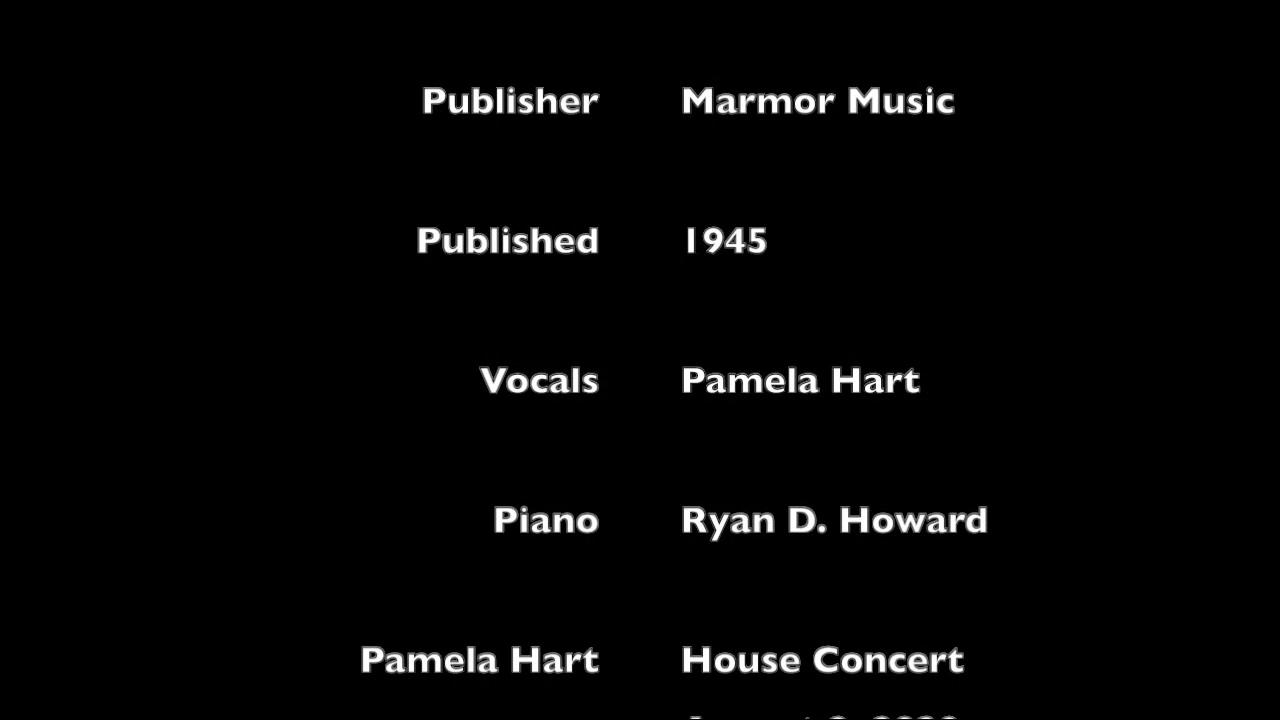 Publisher Marmor Music
Published 1945
Vocals Pamela Hart
Piano Ryan D. Howard
Pamela Hart House Concert